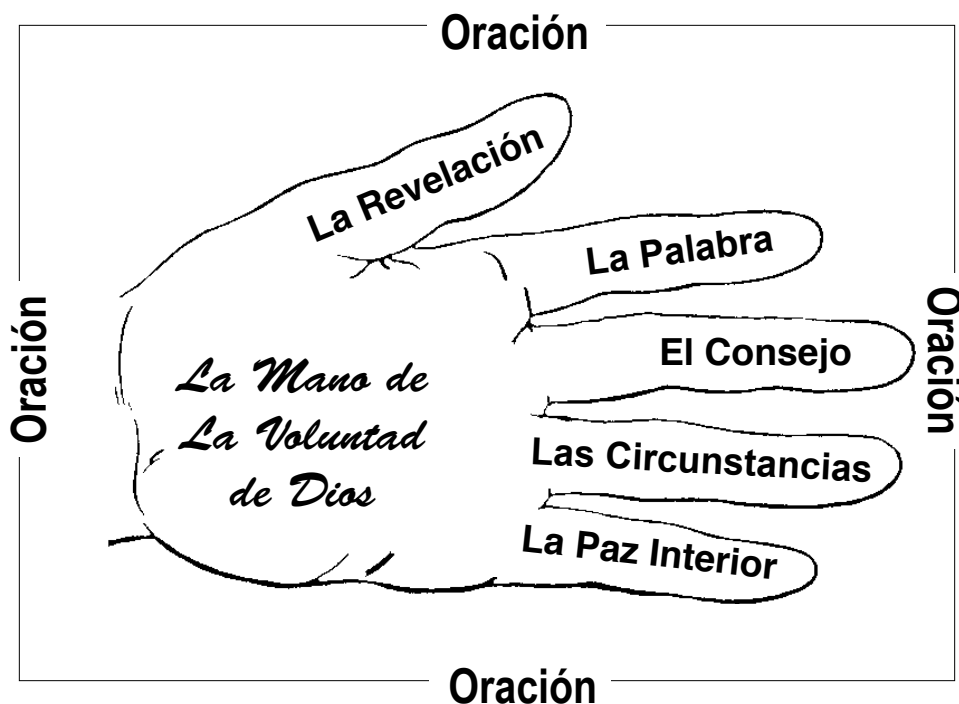 Oración
La Revelación
La Palabra
Oración
Oración
El Consejo
La Mano de
La Voluntad
de Dios
Las Circunstancias
La Paz Interior
Oración